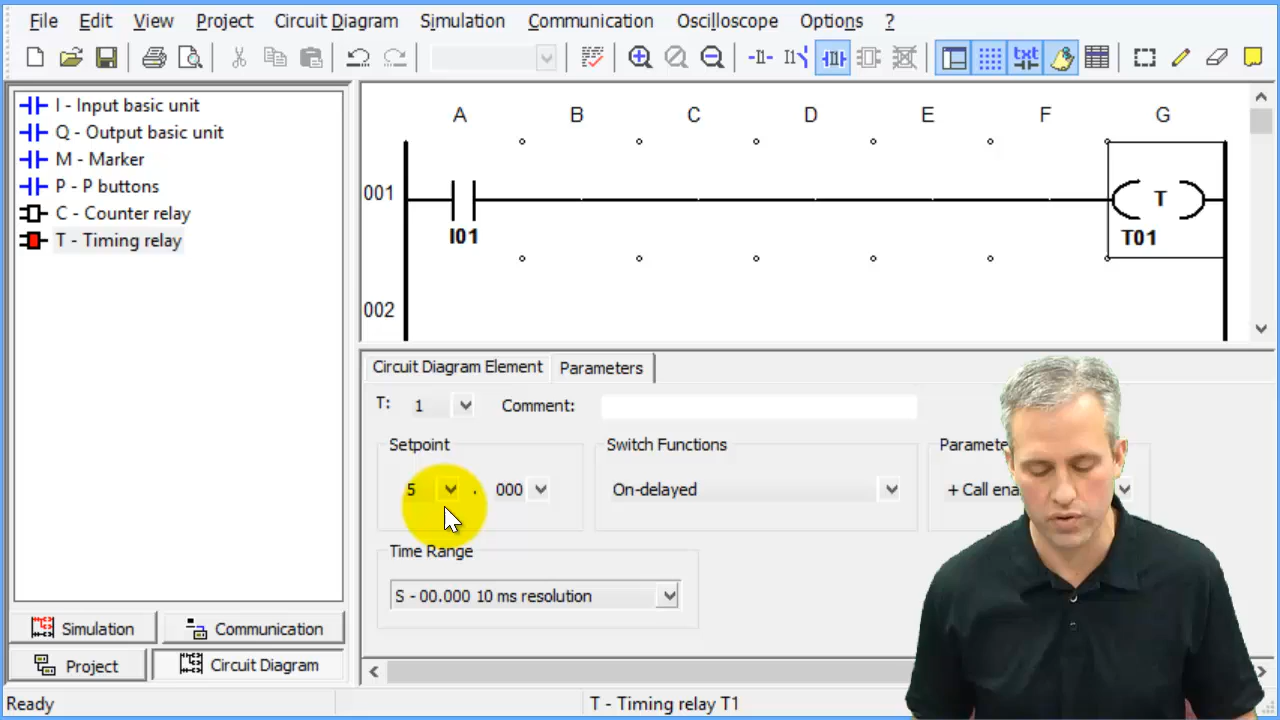 File Edit View Project Circuit Diagram Simulation Communication Oscilloscope Options ?
txt
I - Input basic unit
Q - Output basic unit
M - Marker
P - P buttons
C - Counter relay
T - Timing relay
A B C D E F G
001
T
I01
T01
002
Circuit Diagram Element Parameters
T: 1 Comment:
Setpoint Switch Functions
5 . 000 On-delayed + Call
Time Range
S - 00.000 10 ms resolution
Simulation Communication
Project Circuit Diagram
Ready T - Timing relay T1